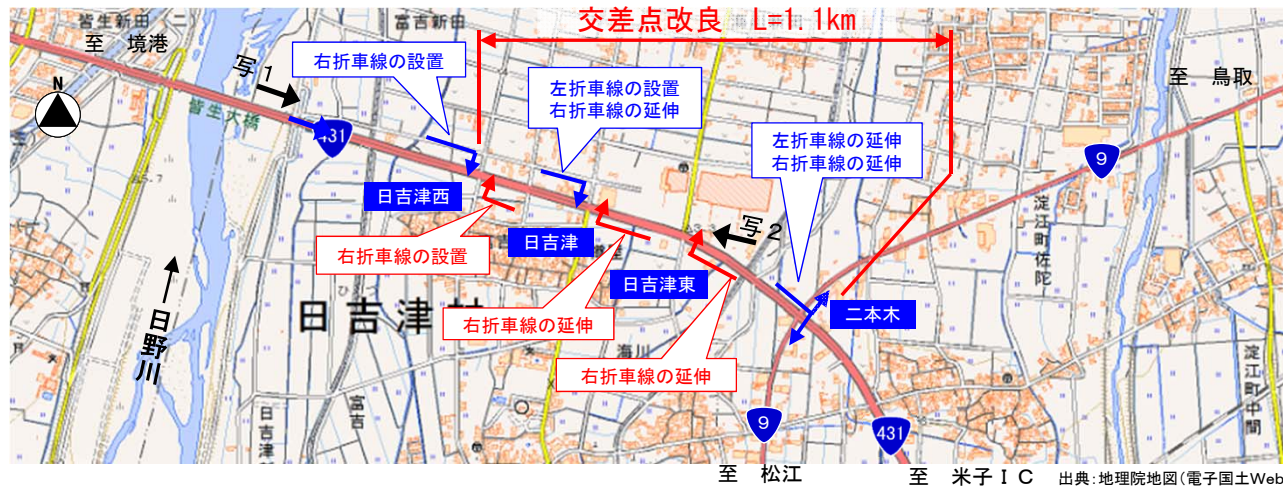 皆生新田(二)
富吉新田
交差点改良 L=1.1km
至 境港
至 鳥取
写1
右折車線の設置
左折車線の設置
右折車線の延伸
N
皆生大橋
431
左折車線の延伸
右折車線の延伸
9
日吉津西
写2
淀江町佐陀
日吉津
右折車線の設置
日吉津東
日吉津村
二本木
日野川
右折車線の延伸
海川
右折車線の延伸
淀江町中間
富吉
9
431
至 松江
至 米子IC
出典:地理院地図(電子国土Web